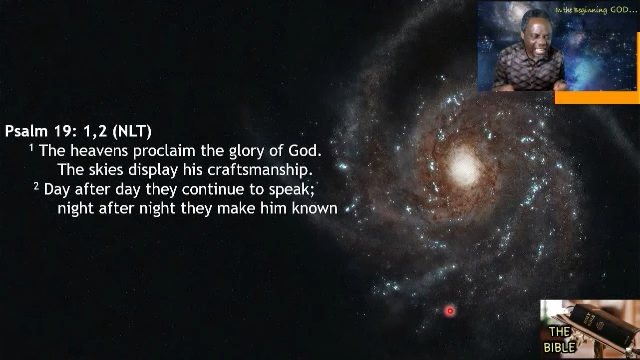 In the Beginning GOD...
Psalm 19: 1,2 (NLT)
1 The heavens proclaim the glory of God.
The skies display his craftsmanship.
2 Day after day they continue to speak;
night after night they make him known
THE
BIBLE